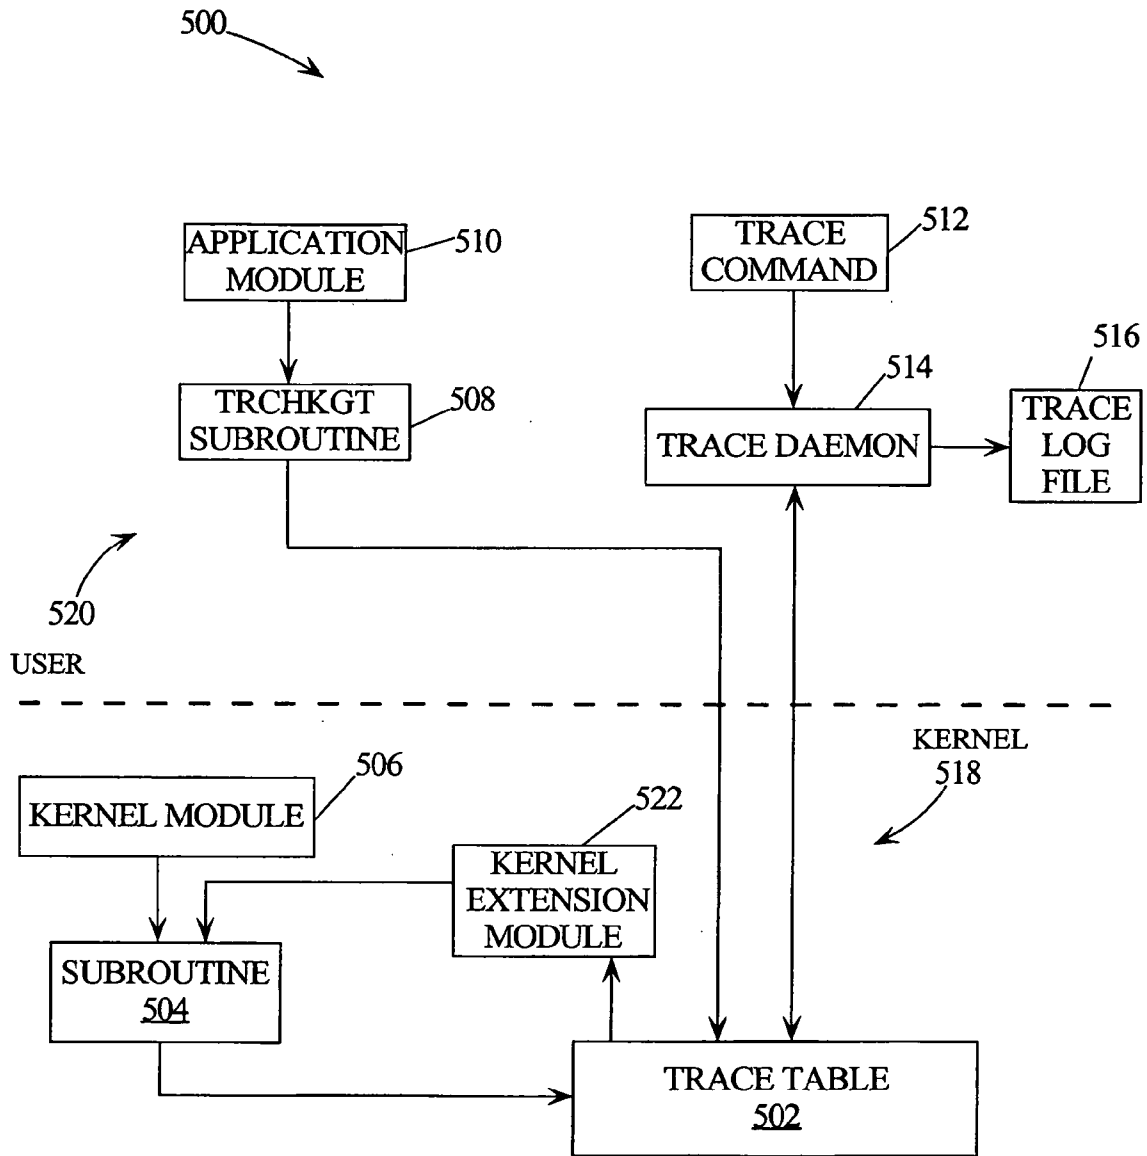 500
APPLICATION
MODULE
510
TRACE
COMMAND
512
TRCHKGT
SUBROUTINE
508
TRACE DAEMON
514
TRACE
LOG
FILE
516
520
USER
KERNEL
518
KERNEL MODULE
506
KERNEL
EXTENSION
MODULE
522
SUBROUTINE
504
TRACE TABLE
502